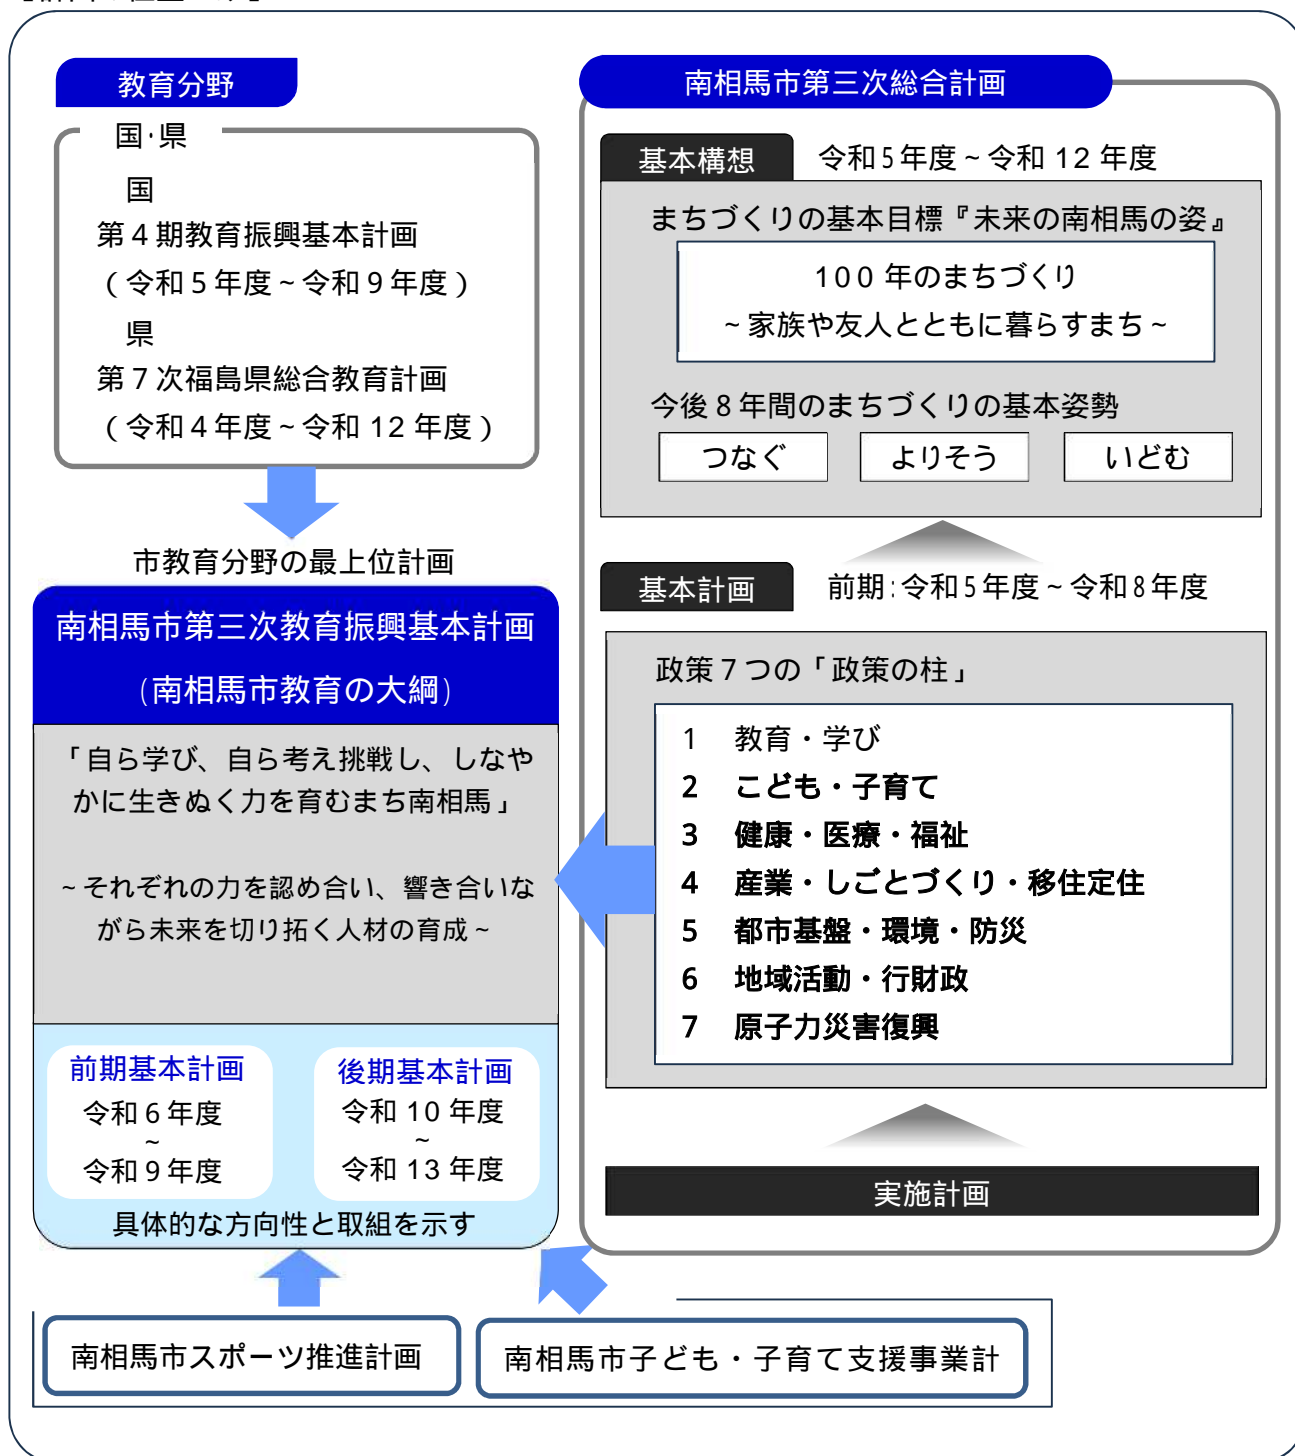 教育分野
国･県
国
第４期教育振興基本計画
（令和５年度～令和９年度）
県
第７次福島県総合教育計画
（令和４年度～令和 12 年度）
市教育分野の最上位計画
南相馬市第三次教育振興基本計画
（南相馬市教育の大綱）
「自ら学び、自ら考え挑戦し、しなや
かに生きぬく力を育むまち南相馬」
～それぞれの力を認め合い、響き合いな
がら未来を切り拓く人材の育成～
前期基本計画
令和６年度
～
令和９年度
後期基本計画
令和 10 年度
～
令和 13 年度
具体的な方向性と取組を示す
南相馬市第三次総合計画
基本構想
令和５年度～令和 12 年度
まちづくりの基本目標『未来の南相馬の姿』
100 年のまちづくり
～家族や友人とともに暮らすまち～
今後８年間のまちづくりの基本姿勢
つなぐ
よりそう
いどむ
基本計画
前期：令和５年度～令和８年度
政策７つの「政策の柱」
1 教育・学び
2 こども・子育て
3 健康・医療・福祉
4 産業・しごとづくり・移住定住
5 都市基盤・環境・防災
6 地域活動・行財政
7 原子力災害復興
実施計画
南相馬市スポーツ推進計画
南相馬市子ども・子育て支援事業計